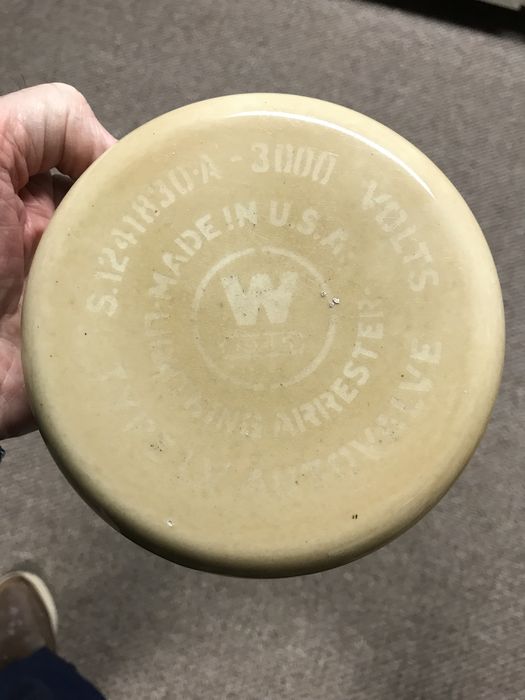 S.1241830-A - 3000 VOLTS
TYPE LV AUTOVALVE
MADE IN U.S.A.
LIGHTNING ARRESTER
W